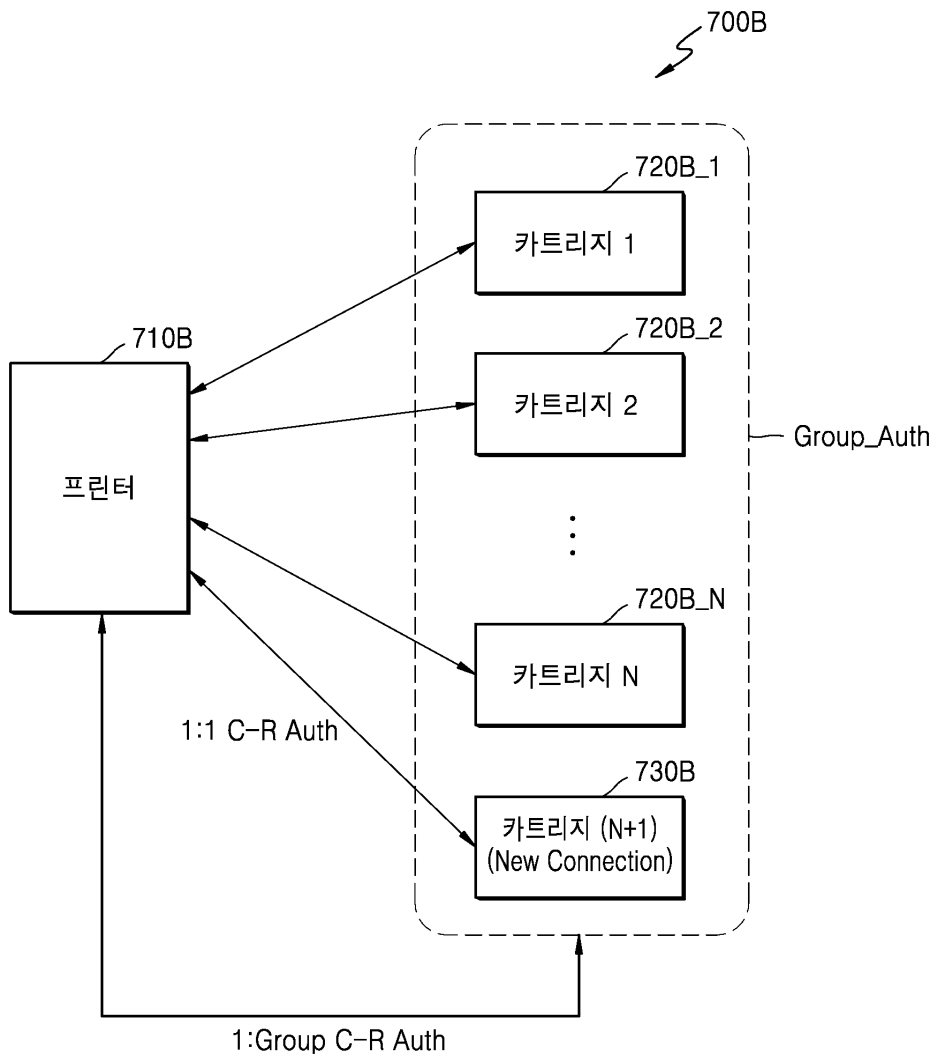 700B
720B_1
카트리지 1
710B
720B_2
카트리지 2
Group_Auth
프린터
720B_N
카트리지 N
1:1 C-R Auth
730B
카트리지 (N+1)
(New Connection)
1:Group C-R Auth